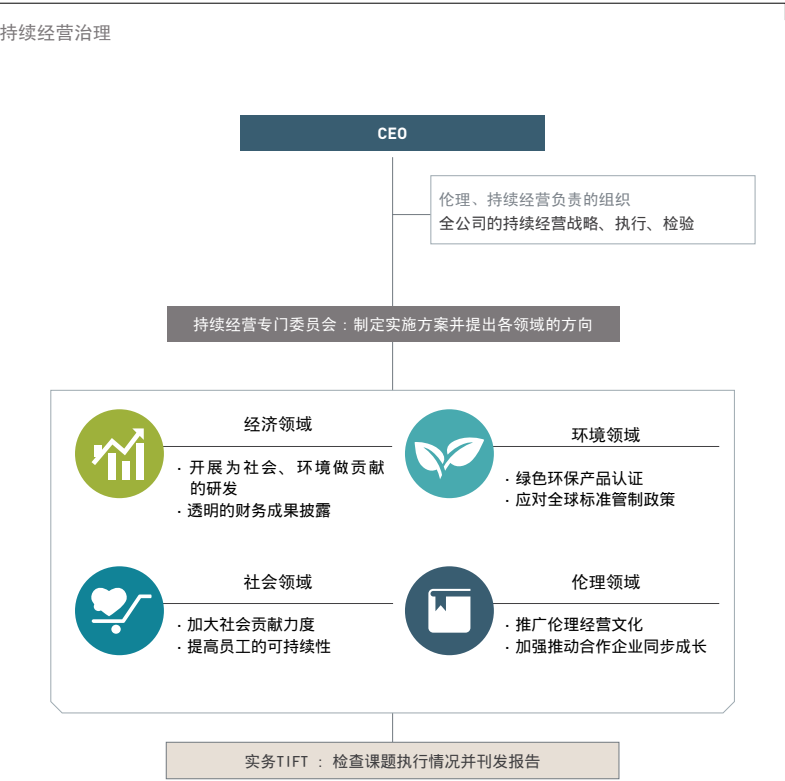 持续经营治理
CEO
伦理、持续经营负责的组织
全公司的持续经营战略、执行、检验
持续经营专门委员会：制定实施方案并提出各领域的方向
经济领域
· 开展为社会、环境做贡献
的研发
· 透明的财务成果披露
环境领域
· 绿色环保产品认证
· 应对全球标准管制政策
社会领域
· 加大社会贡献力度
· 提高员工的可持续性
伦理领域
· 推广伦理经营文化
· 加强推动合作企业同步成长
实务TIFT ： 检查课题执行情况并刊发报告